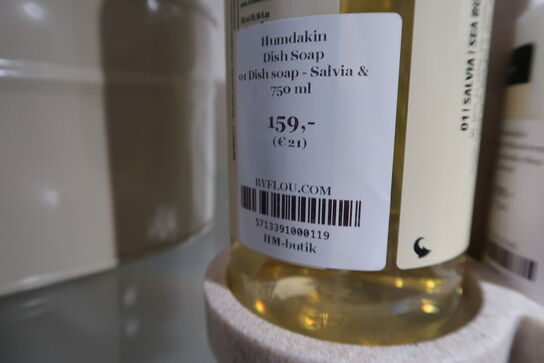 Humdakin
Dish Soap
01 Dish soap - Salvia &
750 ml
159,-
(€ 21)
BYFLOU.COM
5713391000119
HM-butik
01 | SALVIA | SEA